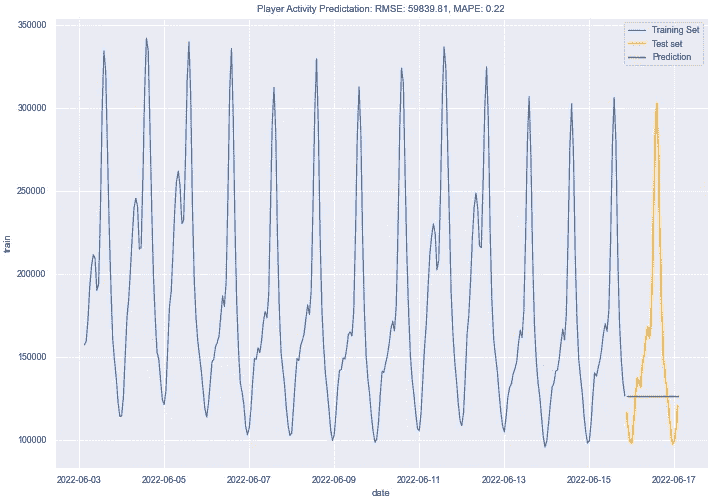 Player Activity Predictation: RMSE: 59839.81, MAPE: 0.22
350000
300000
250000
200000
150000
100000
train
Training Set
Test set
Prediction
2022-06-03 2022-06-05 2022-06-07 2022-06-09 2022-06-11 2022-06-13 2022-06-15 2022-06-17
date